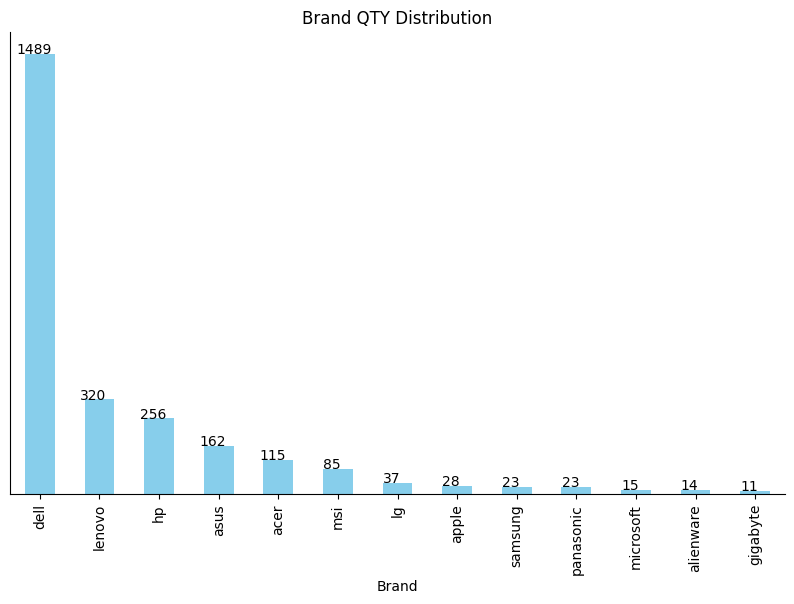 Brand QTY Distribution
1489
320
256
162
115
85
37
28
23
23
15
14
11
dell
lenovo
hp
asus
acer
msi
lg
apple
samsung
panasonic
microsoft
alienware
gigabyte
Brand